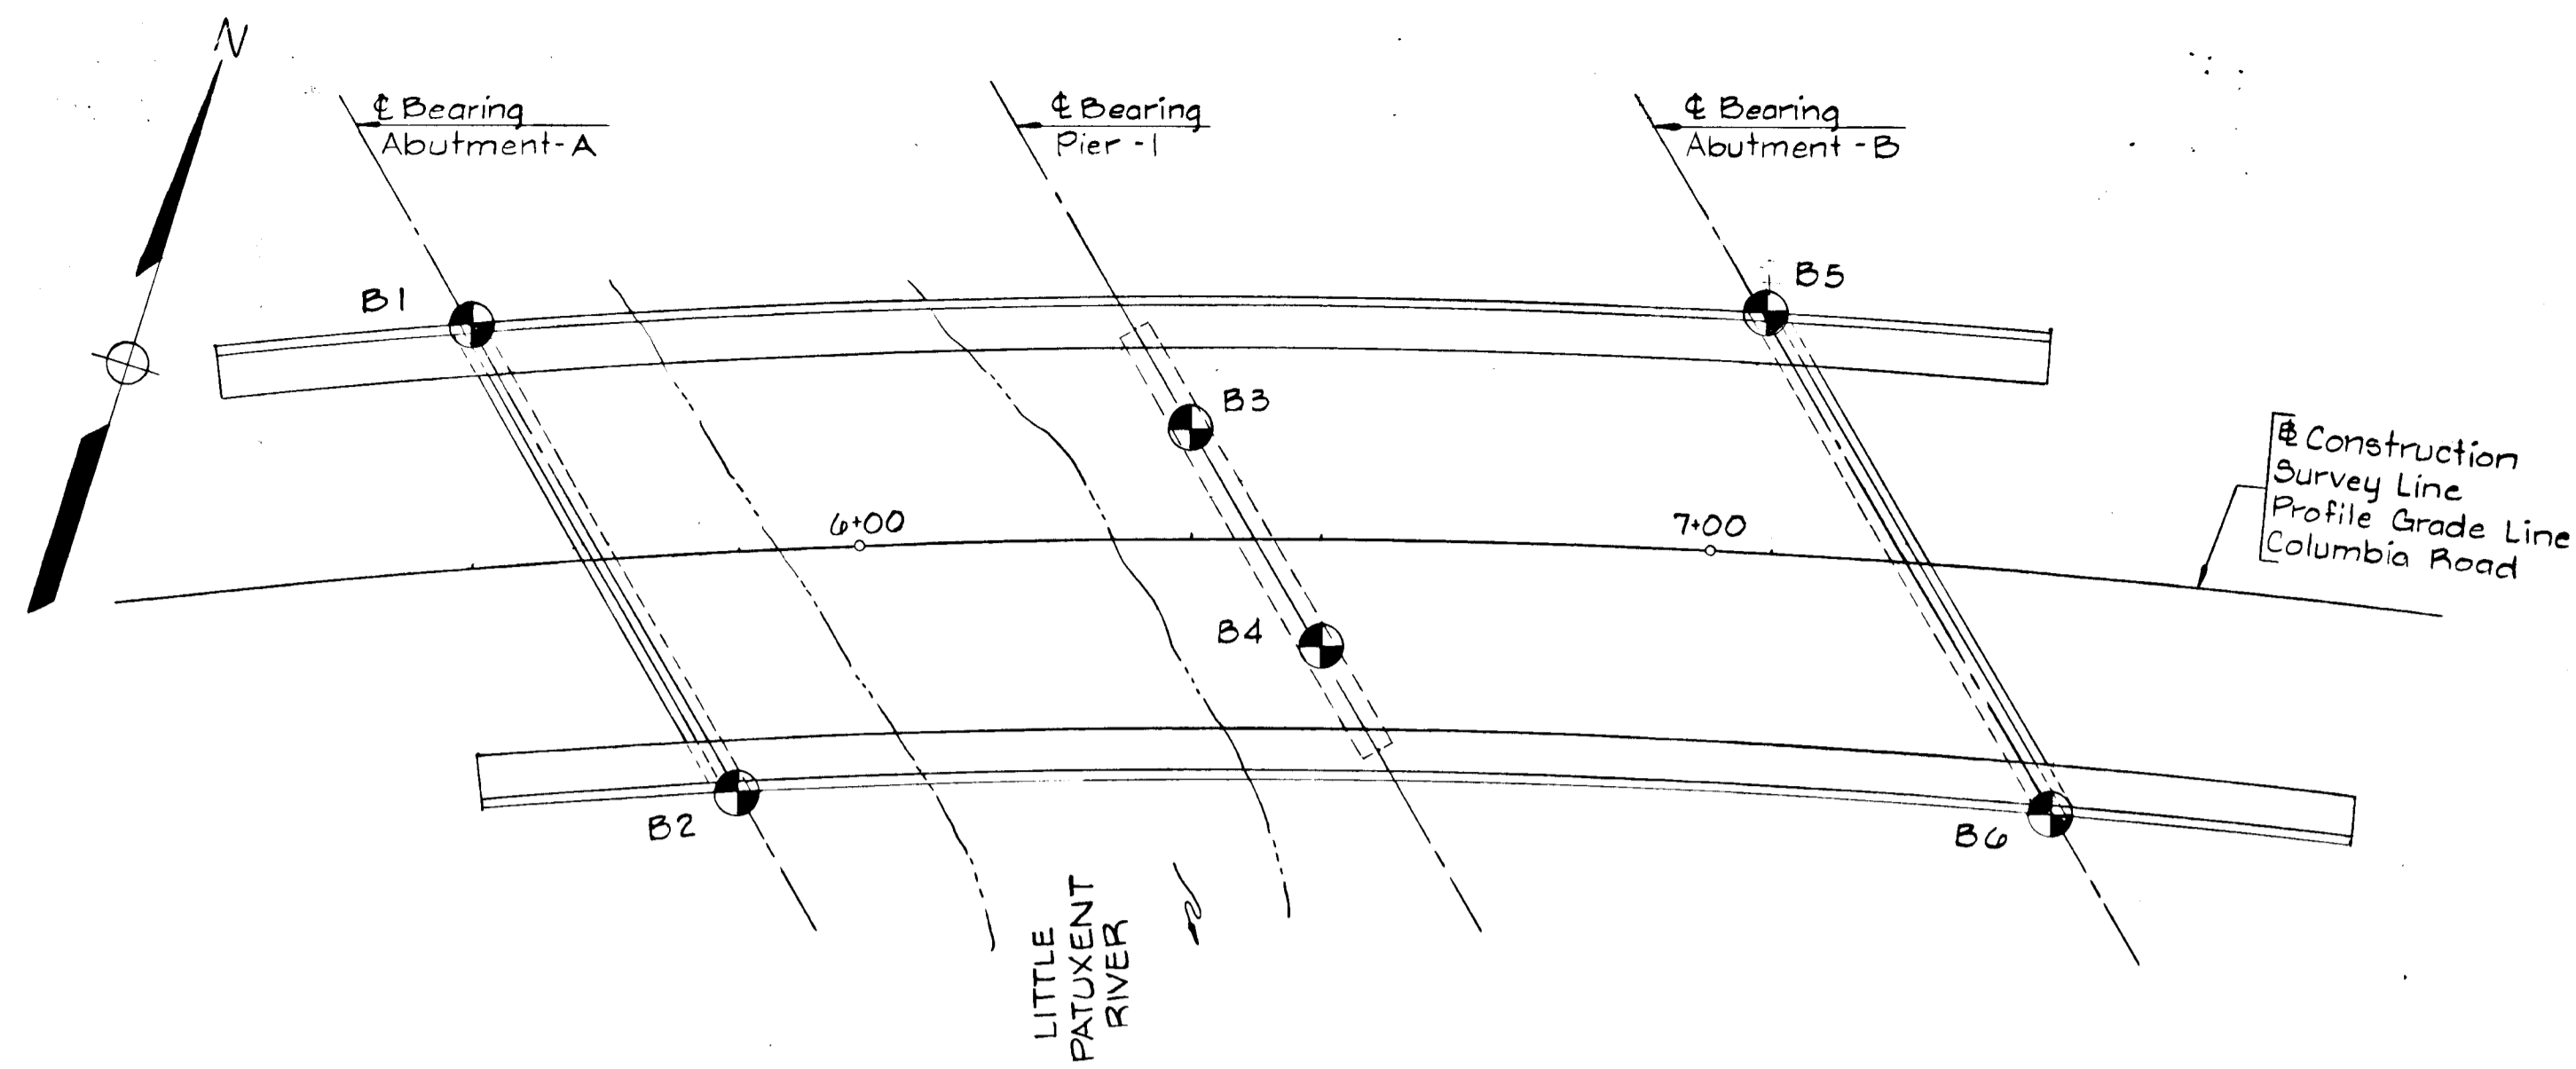 N
℄ Bearing
Abutment-A
℄ Bearing
Pier -1
℄ Bearing
Abutment -B
B1
B5
B3
6+00
7+00
℄ Construction
Survey Line
Profile Grade Line
Columbia Road
B4
B2
B6
LITTLE
PATUXENT
RIVER